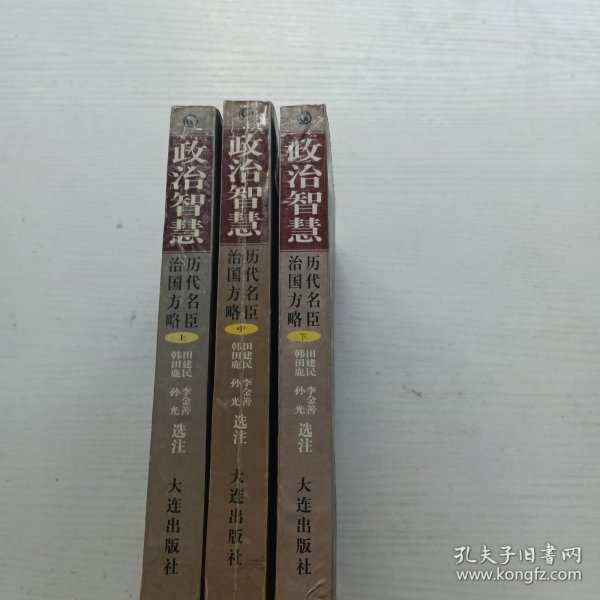 政治智慧
历代名臣
治国方略
上
田建民
韩田鹿
李金善
孙光
选注
大连出版社
政治智慧
历代名臣
治国方略
中
田建民
韩田鹿
李金善
孙光
选注
大连出版社
政治智慧
历代名臣
治国方略
下
田建民
韩田鹿
李金善
孙光
选注
大连出版社
孔夫子旧书网
www.kongfz.com